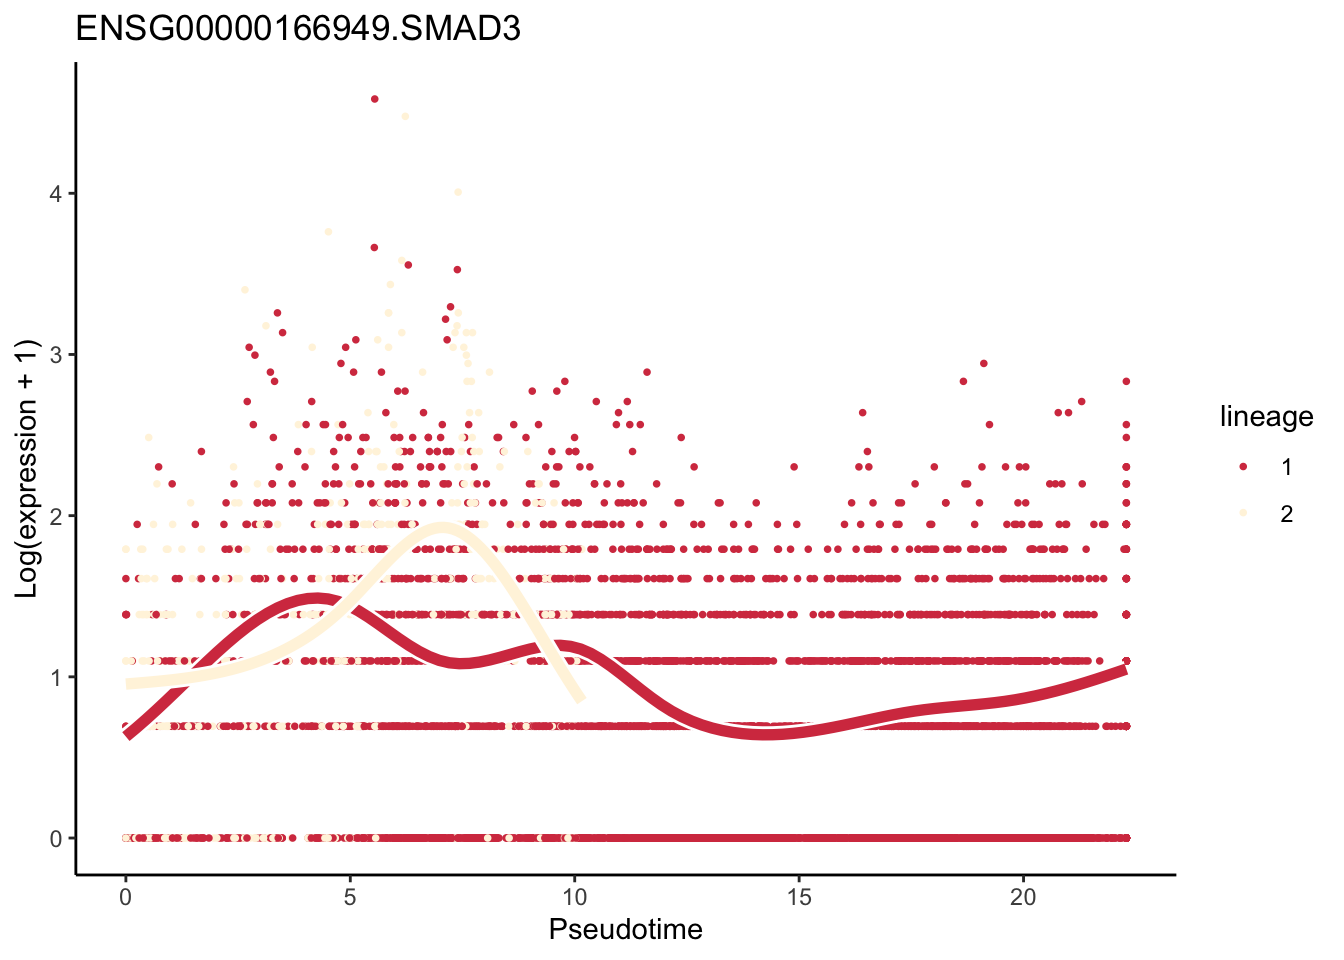 ENSG00000166949.SMAD3
Log(expression + 1)
4
3
2
1
0
0 5 10 15 20
Pseudotime
lineage
1
2